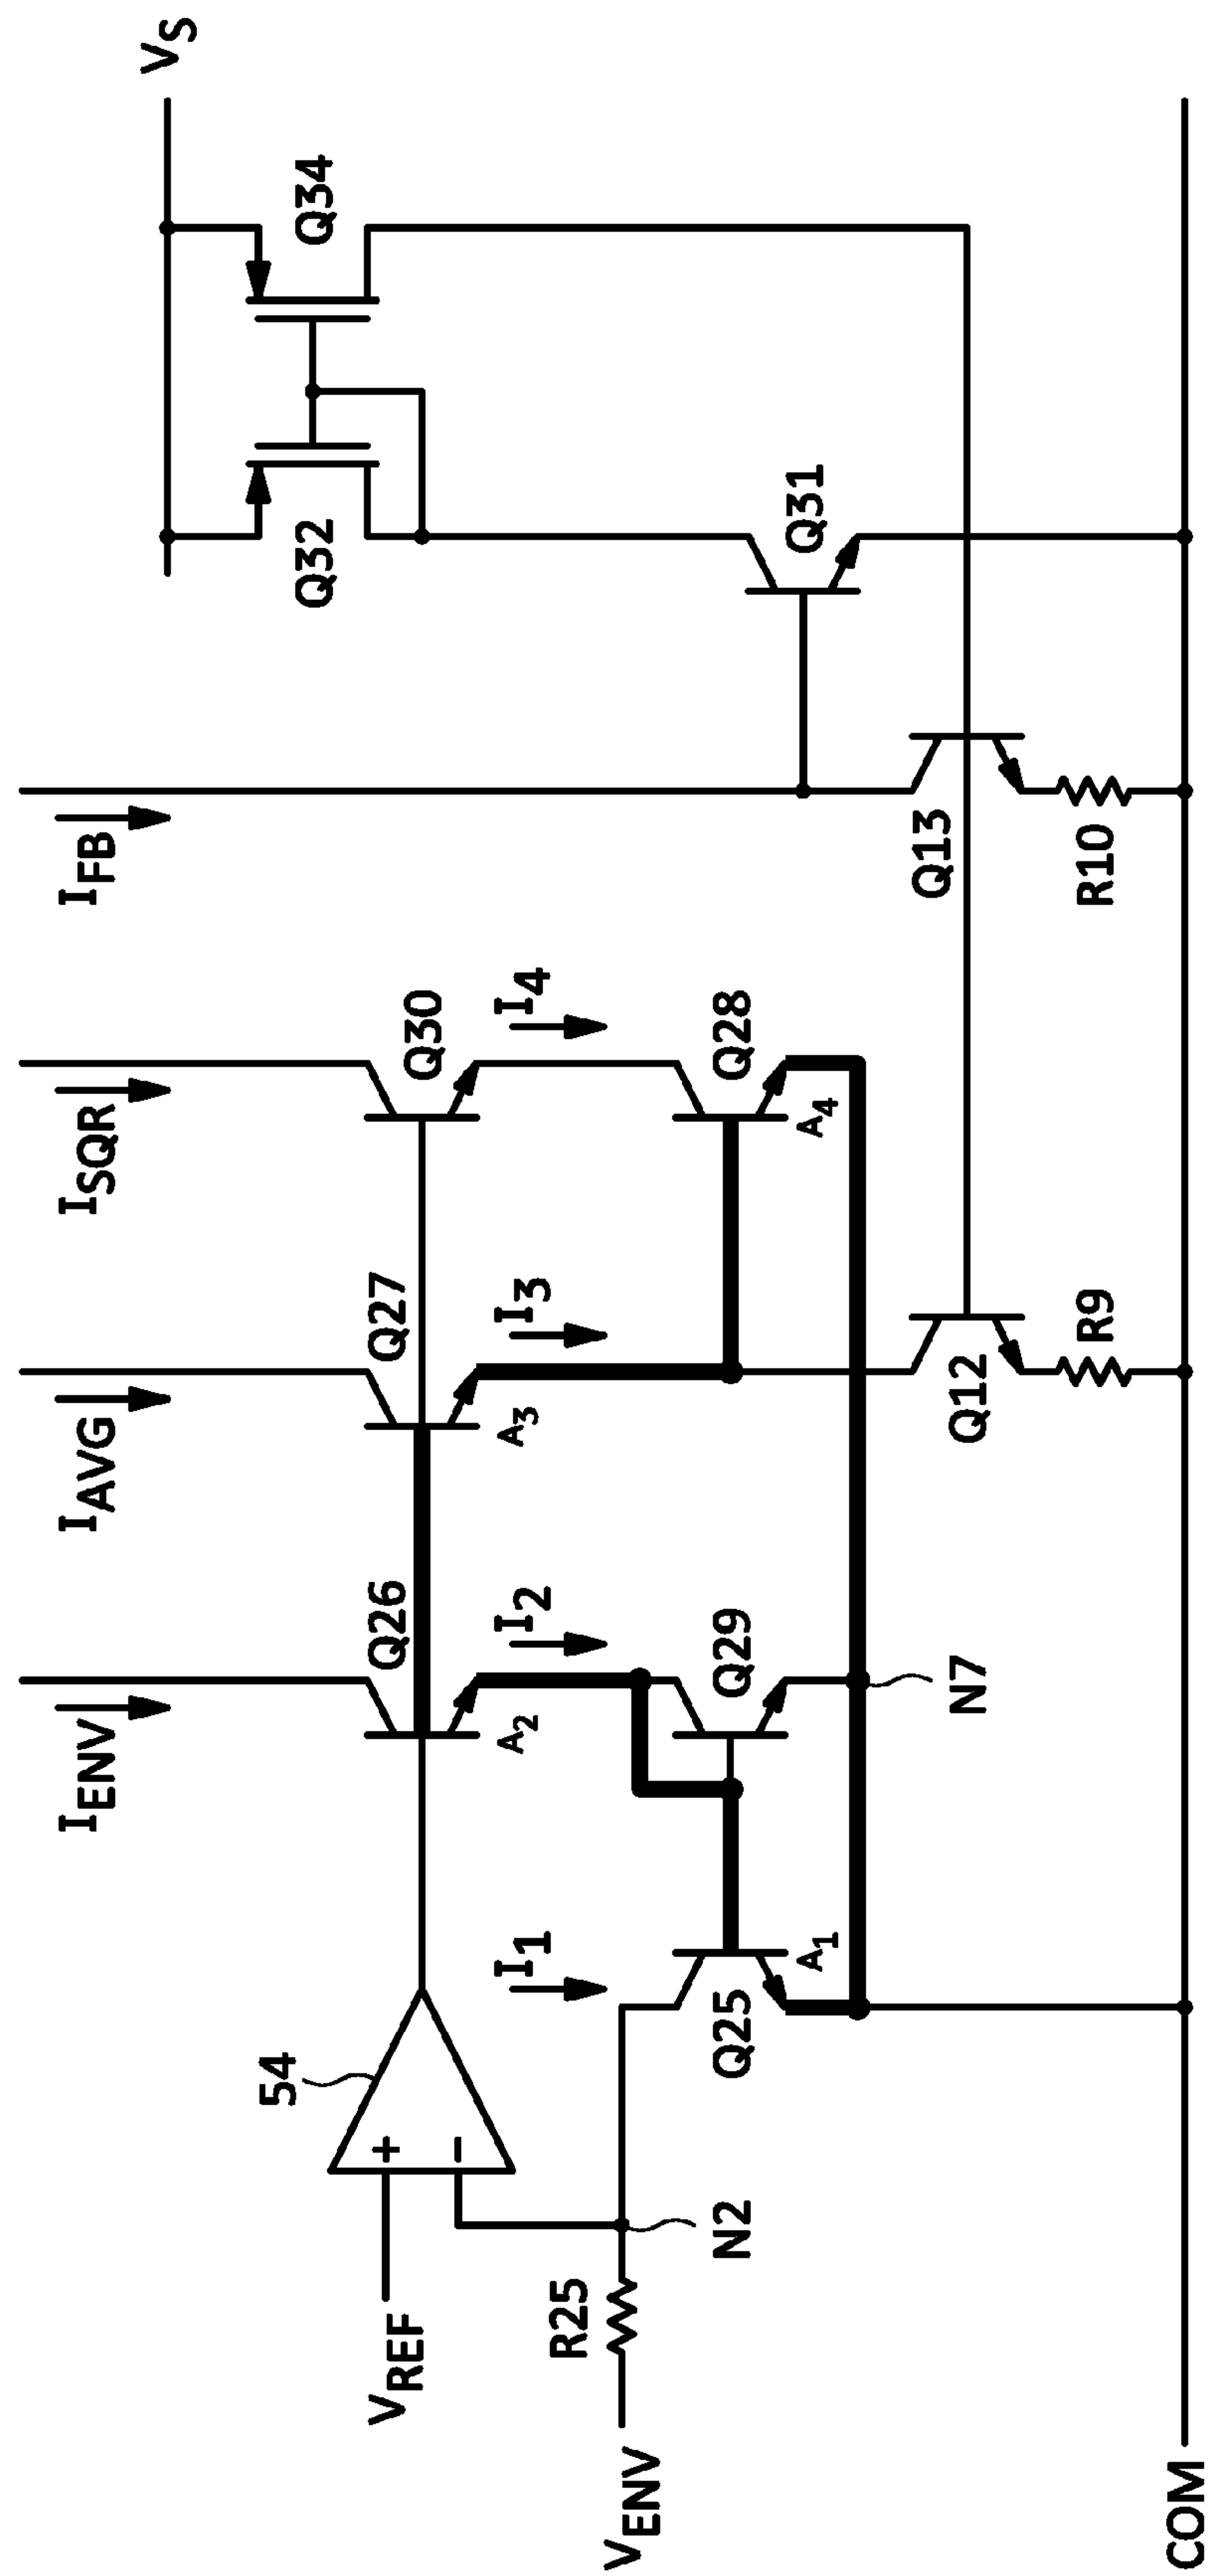 IENV
IAVG
ISQR
IFB
VS
54
VREF
+
-
Q26
Q27
Q30
Q32
Q34
A2
A3
I1
I2
I3
I4
R25
VENV
N2
Q25
Q29
Q28
Q31
A1
A4
N7
Q12
Q13
R9
R10
COM